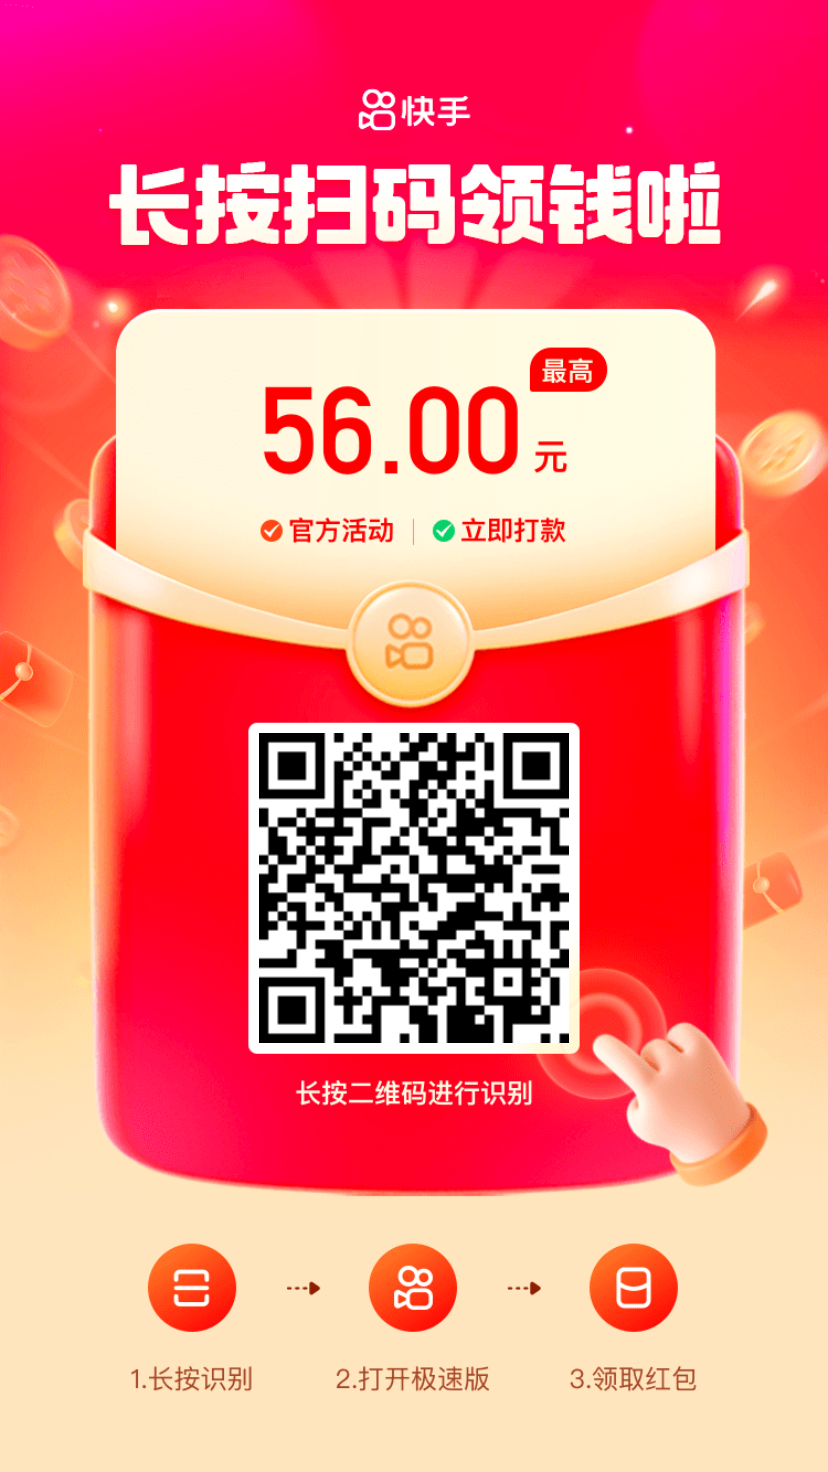 快手
长按扫码领钱啦
最高
56.00元
官方活动
立即打款
长按二维码进行识别
1.长按识别
2.打开极速版
3.领取红包